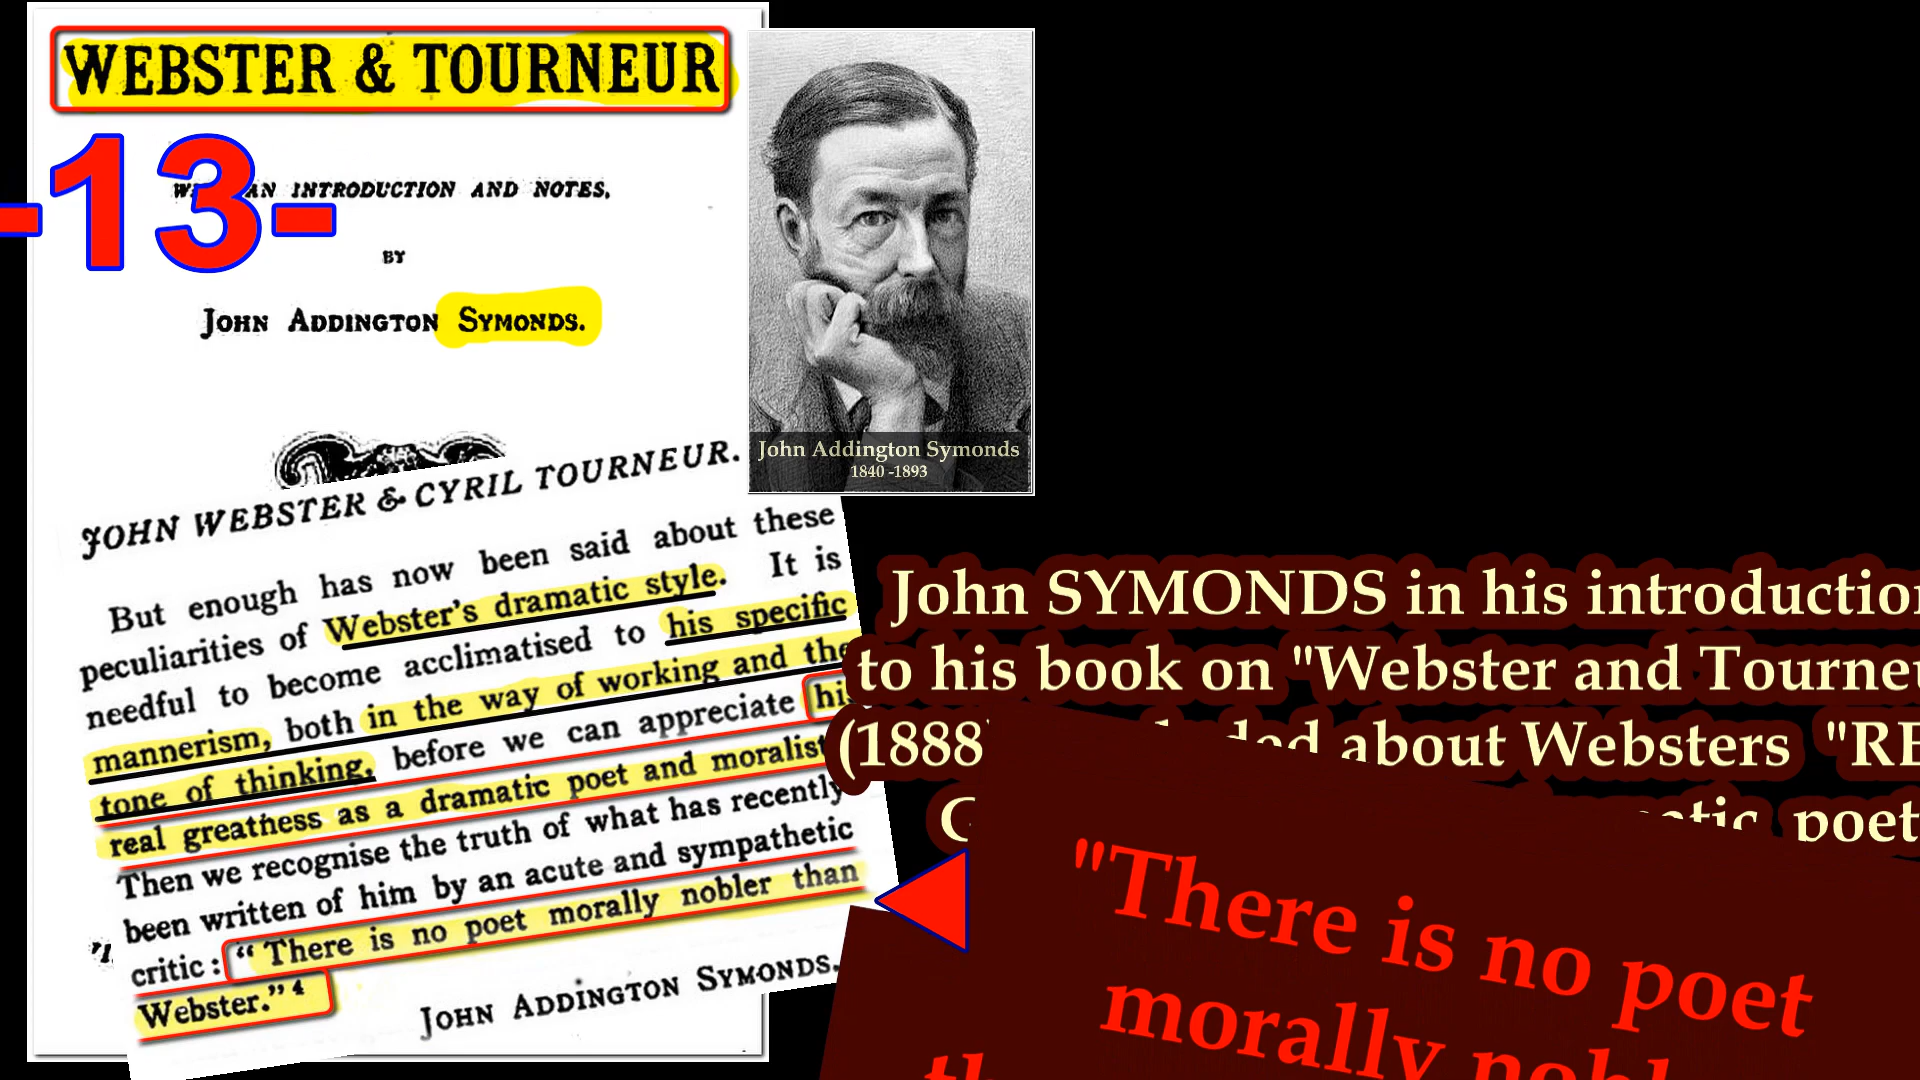 WEBSTER & TOURNEUR
-13-
AN INTRODUCTION AND NOTES,
BY
JOHN ADDINGTON SYMONDS.
John Addington Symonds
1840 -1893
JOHN WEBSTER & CYRIL TOURNEUR.
But enough has now been said about these
peculiarities of Webster's dramatic style. It is
needful to become acclimatised to his specific
mannerism, both in the way of working and the
tone of thinking, before we can appreciate his
real greatness as a dramatic poet and moralist
Then we recognise the truth of what has recently
been written of him by an acute and sympathetic
critic: “There is no poet morally nobler than
Webster.” 4
JOHN ADDINGTON SYMONDS.
John SYMONDS in his introduction
to his book on "Webster and Tourneu
(1888 about Websters "RE
poet
"There is no poet
morally